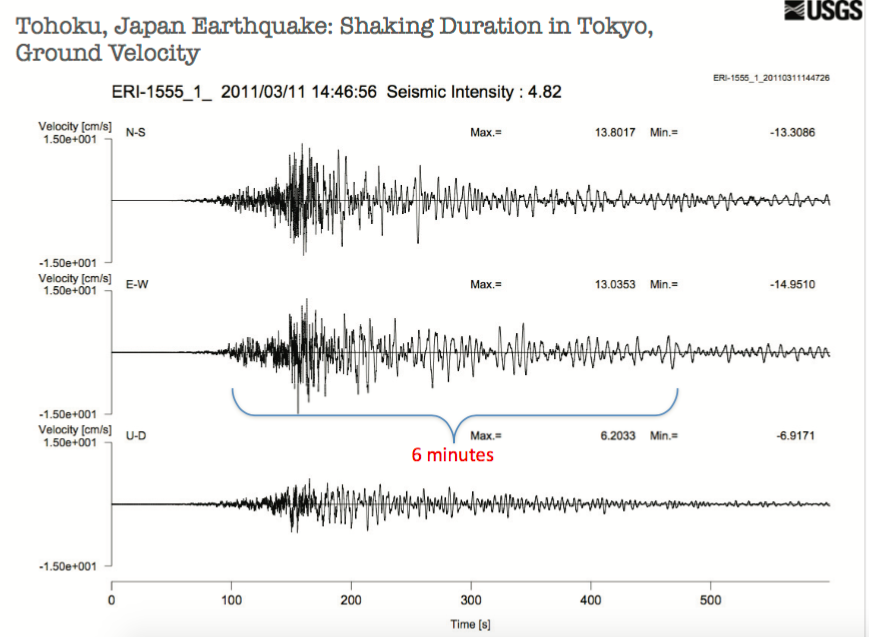 USGS
Tohoku, Japan Earthquake: Shaking Duration in Tokyo,
Ground Velocity
ERI-1555_1_20110311144726
ERI-1555_1_ 2011/03/11 14:46:56 Seismic Intensity : 4.82
Velocity [cm/s]
1.50e+001
N-S Max.= 13.8017 Min.= -13.3086
-1.50e+001
Velocity [cm/s]
1.50e+001
E-W Max.= 13.0353 Min.= -14.9510
-1.50e+001
Velocity [cm/s]
1.50e+001
U-D Max.= 6.2033 Min.= -6.9171
6 minutes
-1.50e+001
0 100 200 300 400 500
Time [s]